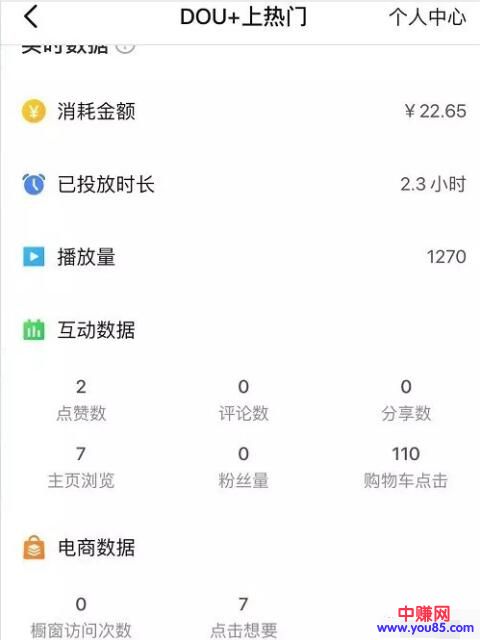 DOU+上热门
个人中心
实时数据
消耗金额
¥22.65
已投放时长
2.3小时
播放量
1270
互动数据
2
0
0
点赞数
评论数
分享数
7
0
110
主页浏览
粉丝量
购物车点击
电商数据
0
7
橱窗访问次数
点击想要
中赚网
www.you85.com